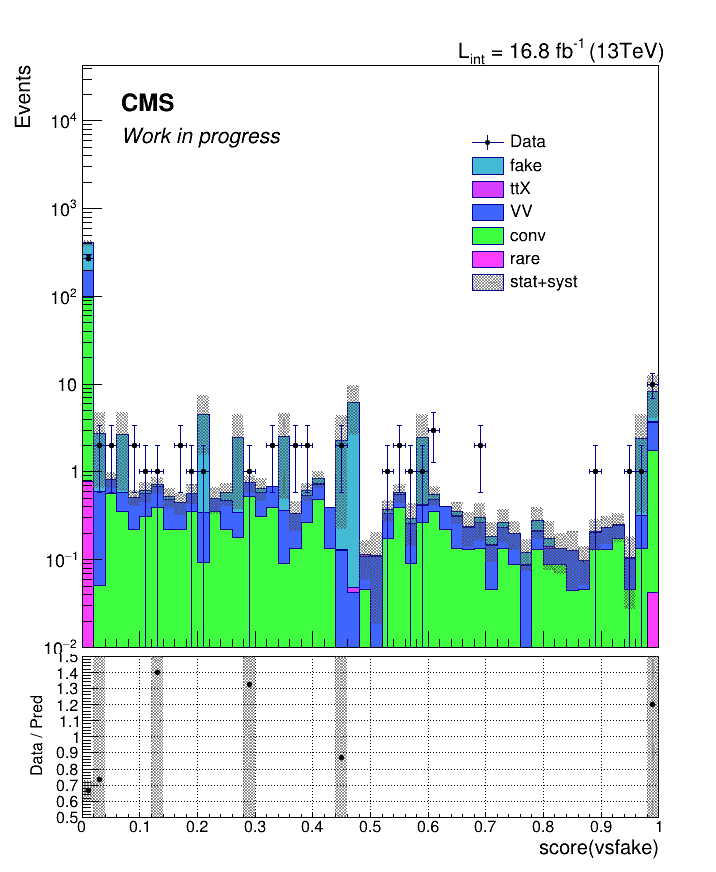 L_int = 16.8 fb^-1 (13TeV)
Events
CMS
Work in progress
Data
fake
ttX
VV
conv
rare
stat+syst
10^4
10^3
10^2
10
1
10^-1
10^-2
Data / Pred
1.5
1.4
1.3
1.2
1.1
1
0.9
0.8
0.7
0.6
0.5
0 0.1 0.2 0.3 0.4 0.5 0.6 0.7 0.8 0.9 1
score(vsfake)